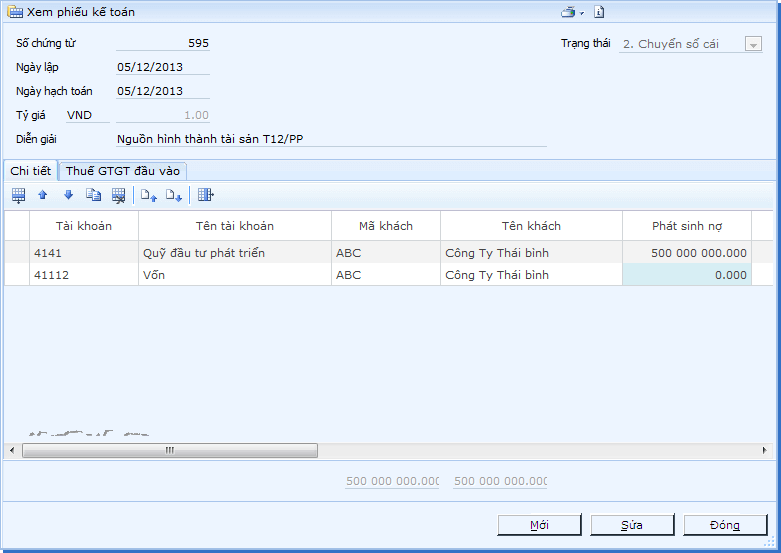 Xem phiếu kế toán
Số chứng từ 595 Trạng thái 2. Chuyển sổ cái
Ngày lập 05/12/2013
Ngày hạch toán 05/12/2013
Tỷ giá VND 1.00
Diễn giải Nguồn hình thành tài sản T12/PP
Chi tiết Thuế GTGT đầu vào
Tài khoản Tên tài khoản Mã khách Tên khách Phát sinh nợ
4141 Quỹ đầu tư phát triển ABC Công Ty Thái bình 500 000 000.000
41112 Vốn ABC Công Ty Thái bình 0.000
500 000 000.000 500 000 000.000
Mới Sửa Đóng